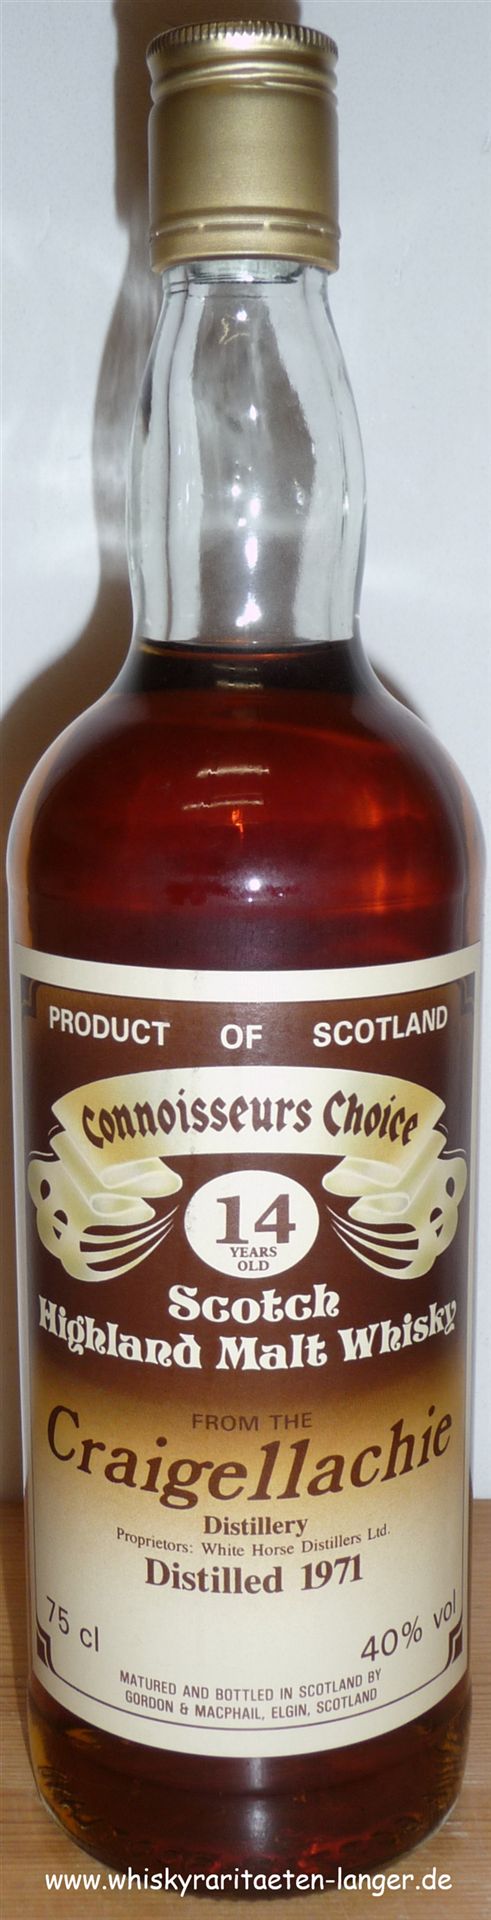 PRODUCT OF SCOTLAND
Connoisseurs Choice
14
YEARS
OLD
Scotch
Highland Malt Whisky
FROM THE
Craigellachie
Distillery
Proprietors: White Horse Distillers Ltd.
Distilled 1971
75 cl
40% vol
MATURED AND BOTTLED IN SCOTLAND BY
GORDON & MACPHAIL, ELGIN, SCOTLAND
www.whiskyraritaeten-langer.de